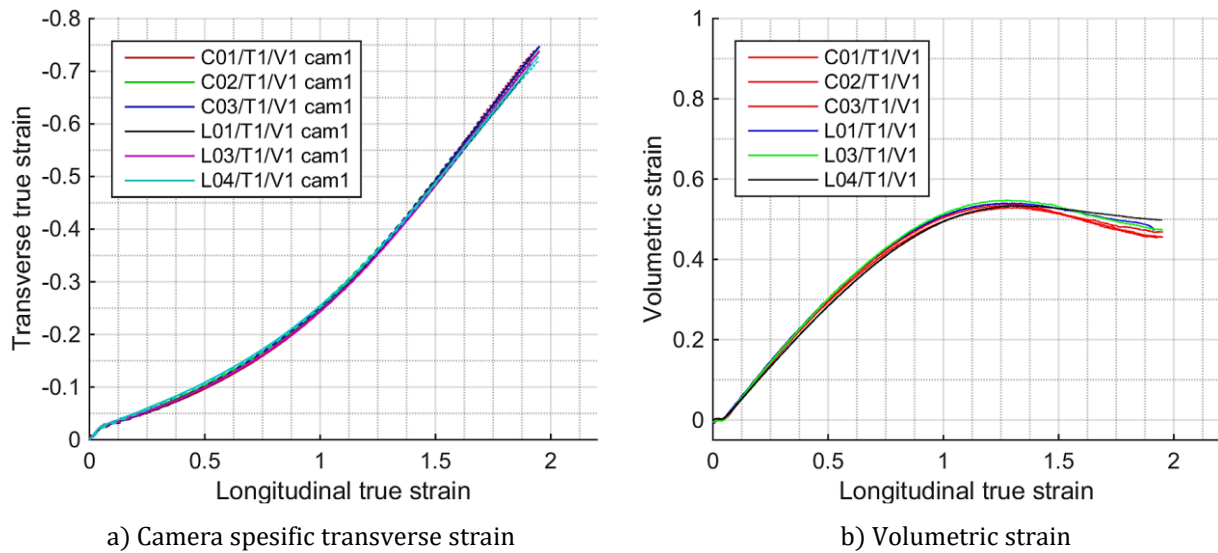 -0.8
-0.7
-0.6
-0.5
-0.4
-0.3
-0.2
-0.1
0
Transverse true strain
C01/T1/V1 cam1
C02/T1/V1 cam1
C03/T1/V1 cam1
L01/T1/V1 cam1
L03/T1/V1 cam1
L04/T1/V1 cam1
0 0.5 1 1.5 2
Longitudinal true strain
a) Camera spesific transverse strain
1
0.8
0.6
0.4
0.2
0
Volumetric strain
C01/T1/V1
C02/T1/V1
C03/T1/V1
L01/T1/V1
L03/T1/V1
L04/T1/V1
0 0.5 1 1.5 2
Longitudinal true strain
b) Volumetric strain